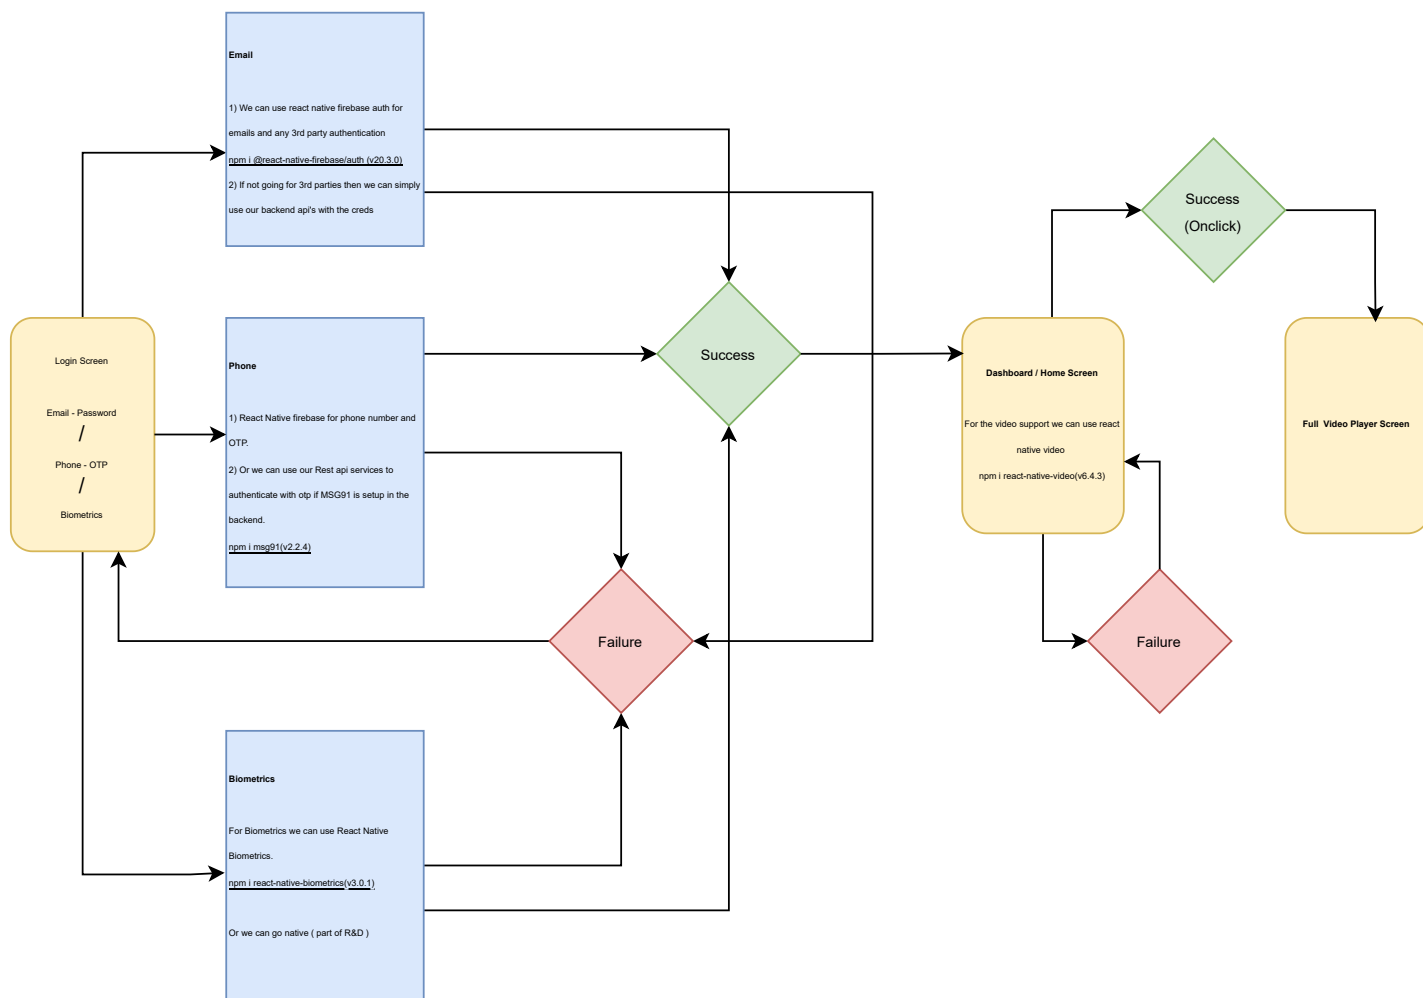 Email
1) We can use react native firebase auth for
emails and any 3rd party authentication
npm i @react-native-firebase/auth (v20.3.0)
2) If not going for 3rd parties then we can simply
use our backend api's with the creds
Login Screen
Email - Password
/
Phone - OTP
/
Biometrics
Phone
1) React Native firebase for phone number and
OTP.
2) Or we can use our Rest api services to
authenticate with otp if MSG91 is setup in the
backend.
npm i msg91(v2.2.4)
Biometrics
For Biometrics we can use React Native
Biometrics.
npm i react-native-biometrics(v3.0.1)
Or we can go native ( part of R&D )
Success
Failure
Dashboard / Home Screen
For the video support we can use react
native video
npm i react-native-video(v6.4.3)
Success
(Onclick)
Failure
Full  Video Player Screen